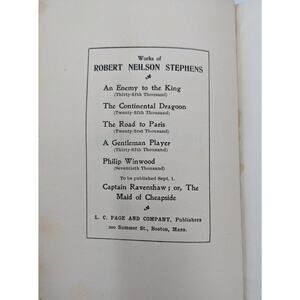 Works of
ROBERT NEILSON STEPHENS
An Enemy to the King
(Thirty-fifth Thousand)
The Continental Dragoon
(Twenty-fifth Thousand)
The Road to Paris
(Twenty-first Thousand)
A Gentleman Player
(Thirty-fifth Thousand)
Philip Winwood
(Seventieth Thousand)
To be published Sept. 1.
Captain Ravenshaw; or, The
Maid of Cheapside
L. C. PAGE AND COMPANY, Publishers
200 Summer St., Boston, Mass.